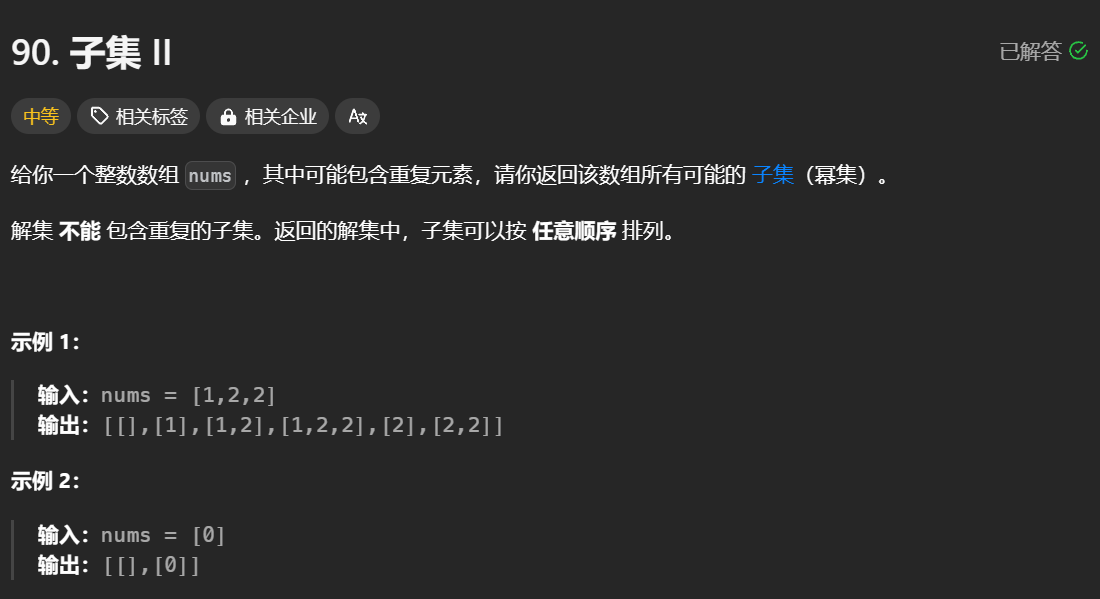 90. 子集 II
已解答
中等 相关标签 相关企业
给你一个整数数组 nums ，其中可能包含重复元素，请你返回该数组所有可能的 子集（幂集）。
解集 不能 包含重复的子集。返回的解集中，子集可以按 任意顺序 排列。
示例 1：
输入：nums = [1,2,2]
输出：[[],[1],[1,2],[1,2,2],[2],[2,2]]
示例 2：
输入：nums = [0]
输出：[[],[0]]